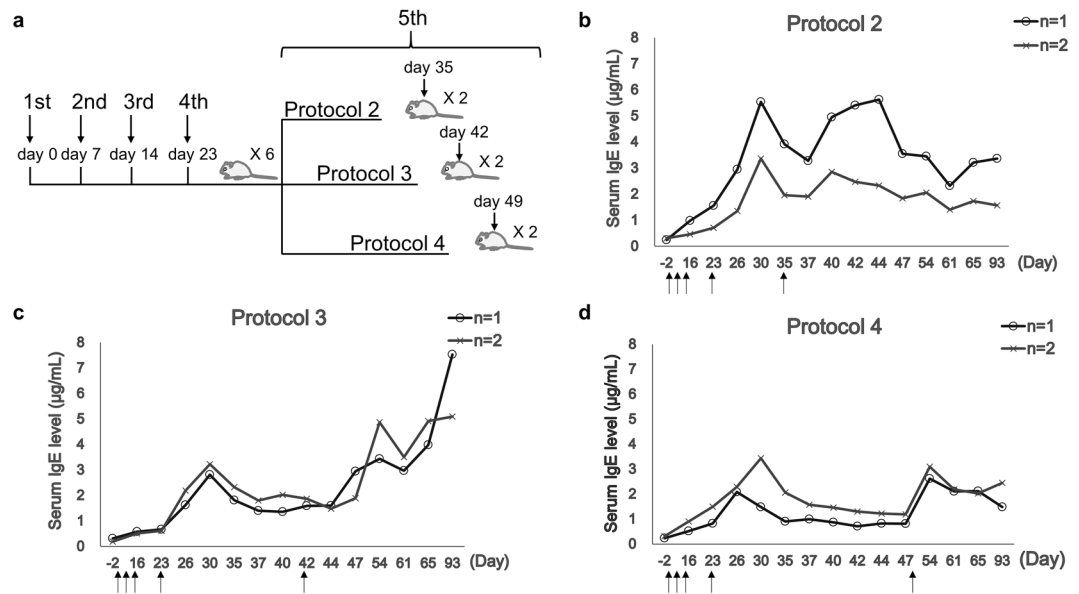 a
5th
1st 2nd 3rd 4th
day 0 day 7 day 14 day 23
X 6
Protocol 2
day 35
X 2
Protocol 3
day 42
X 2
Protocol 4
day 49
X 2
b
Protocol 2
n=1
n=2
Serum IgE level (µg/mL)
8
7
6
5
4
3
2
1
0
-2 16 23 26 30 35 37 40 42 44 47 54 61 65 93 (Day)
c
Protocol 3
n=1
n=2
Serum IgE level (µg/mL)
8
7
6
5
4
3
2
1
0
-2 16 23 26 30 35 37 40 42 44 47 54 61 65 93 (Day)
d
Protocol 4
n=1
n=2
Serum IgE level (µg/mL)
8
7
6
5
4
3
2
1
0
-2 16 23 26 30 35 37 40 42 44 47 54 61 65 93 (Day)